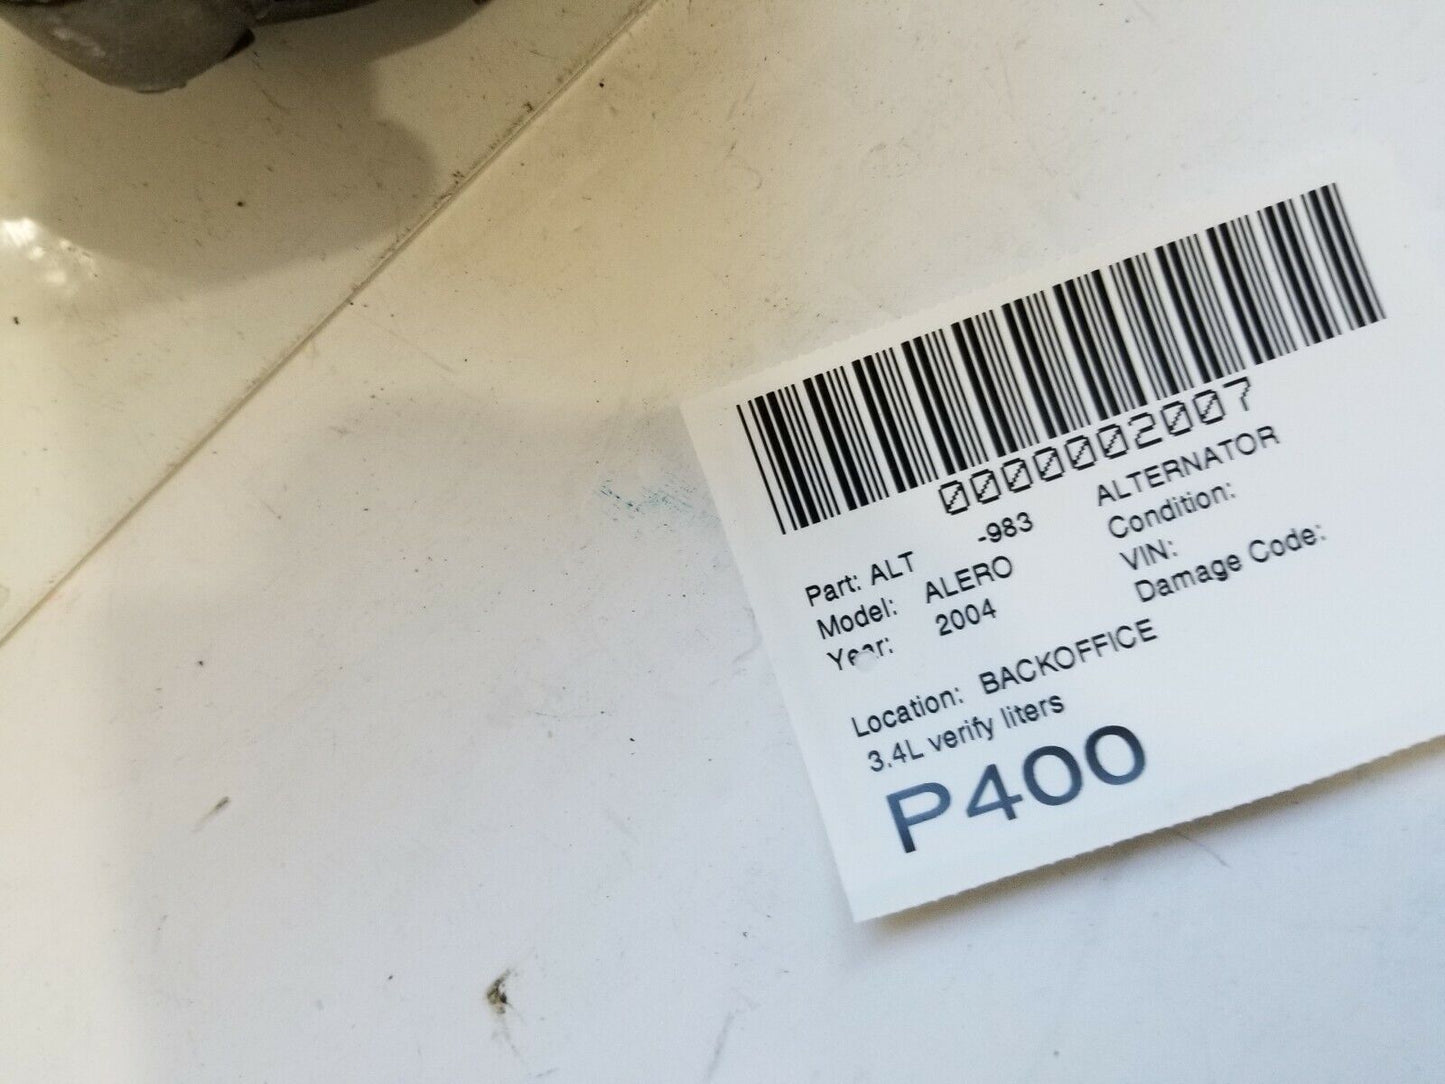 0000002007
Part: ALT -983 ALTERNATOR
Model: ALERO Condition:
Year: 2004 VIN:
Damage Code:
Location: BACKOFFICE
3.4L verify liters
P400